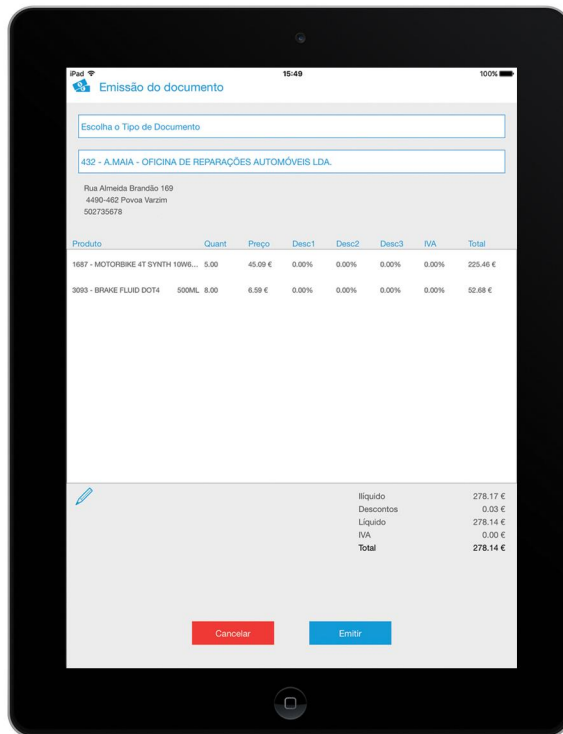 iPad 15:49 100%
Emissão do documento
Escolha o Tipo de Documento
432 - A.MAIA - OFICINA DE REPARAÇÕES AUTOMÓVEIS LDA.
Rua Almeida Brandão 169
4490-462 Povoa Varzim
502735678
Produto Quant Preço Desc1 Desc2 Desc3 IVA Total
1687 - MOTORBIKE 4T SYNTH 10W6... 5.00 45.09 € 0.00% 0.00% 0.00% 0.00% 225.46 €
3093 - BRAKE FLUID DOT4 500ML 8.00 6.59 € 0.00% 0.00% 0.00% 0.00% 52.68 €
Ilíquido 278.17 €
Descontos 0.03 €
Líquido 278.14 €
IVA 0.00 €
Total 278.14 €
Cancelar Emitir